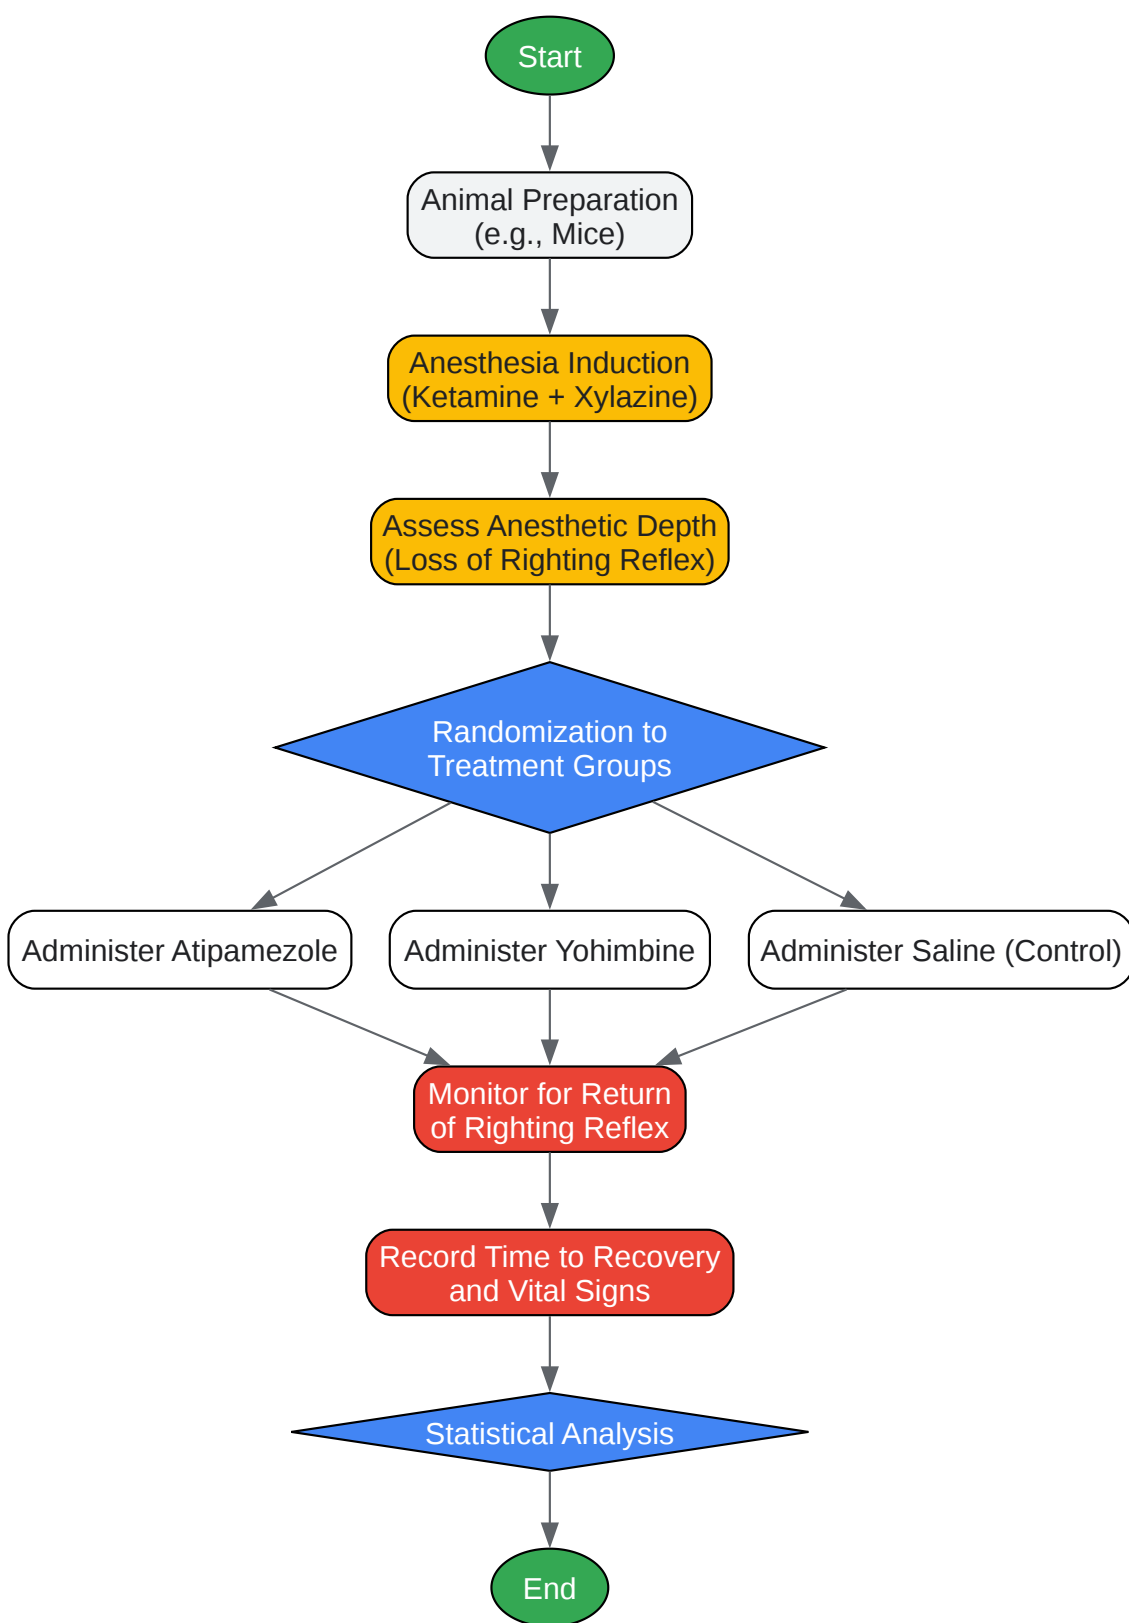 Start
Animal Preparation
(e.g., Mice)
Anesthesia Induction
(Ketamine + Xylazine)
Assess Anesthetic Depth
(Loss of Righting Reflex)
Randomization to
Treatment Groups
Administer Atipamezole
Administer Yohimbine
Administer Saline (Control)
Monitor for Return
of Righting Reflex
Record Time to Recovery
and Vital Signs
Statistical Analysis
End